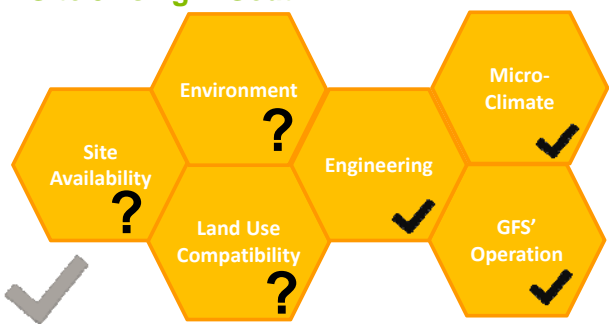 Environment
?
Micro-
Climate
Site
Availability
?
Engineering
Land Use
Compatibility
?
GFS'
Operation